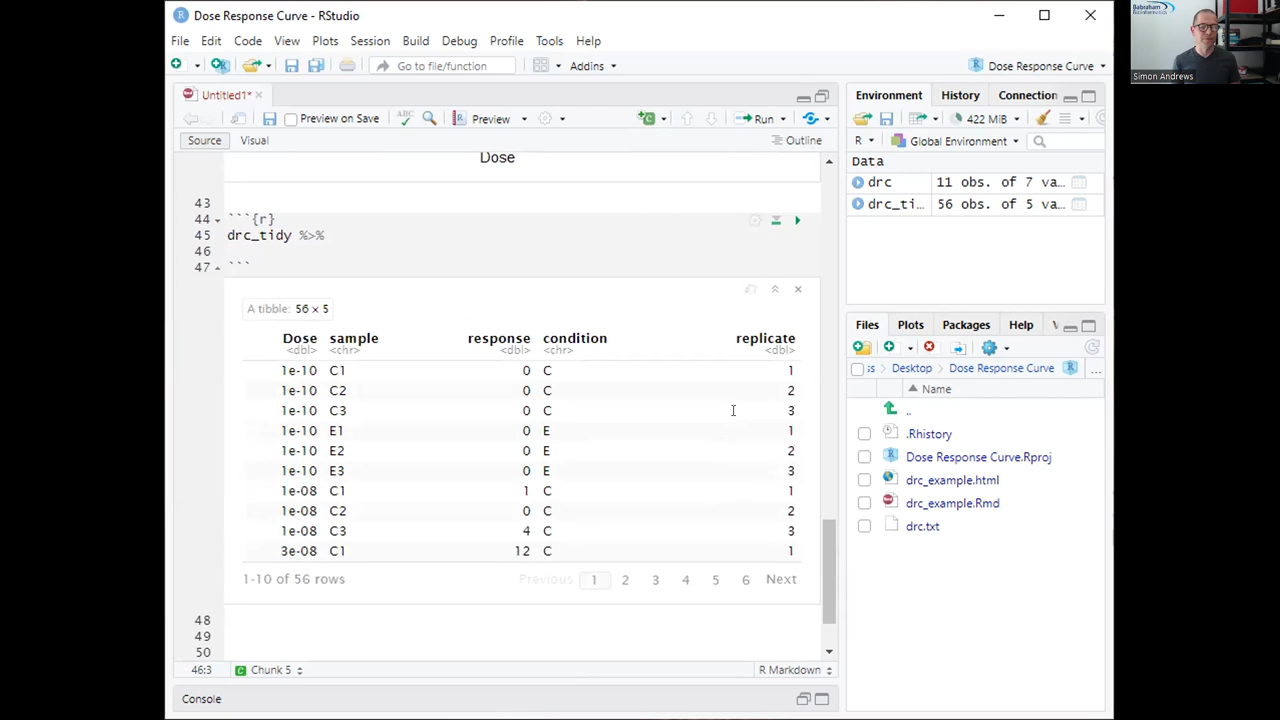 Dose Response Curve - RStudio
File Edit Code View Plots Session Build Debug Profile Tools Help
Go to file/function
Addins
Dose Response Curve
Untitled1*
Preview on Save
Preview
Run
Source Visual
Outline
Dose
43
44 ```{r}
45 drc_tidy %>%
46
47 ```
A tibble: 56 × 5
Dose sample response condition replicate
<dbl> <chr> <dbl> <chr> <dbl>
1e-10 C1 0 C 1
1e-10 C2 0 C 2
1e-10 C3 0 C 3
1e-10 E1 0 E 1
1e-10 E2 0 E 2
1e-10 E3 0 E 3
1e-08 C1 1 C 1
1e-08 C2 0 C 2
1e-08 C3 4 C 3
3e-08 C1 12 C 1
1-10 of 56 rows
Previous 1 2 3 4 5 6 Next
48
49
50
46:3 Chunk 5 R Markdown
Console
Environment History Connection
422 MiB
R Global Environment
Data
drc 11 obs. of 7 va…
drc_ti… 56 obs. of 5 va…
Files Plots Packages Help V
ss Desktop Dose Response Curve ...
Name
..
.Rhistory
Dose Response Curve.Rproj
drc_example.html
drc_example.Rmd
drc.txt
Babraham
Bioinformatics
Simon Andrews